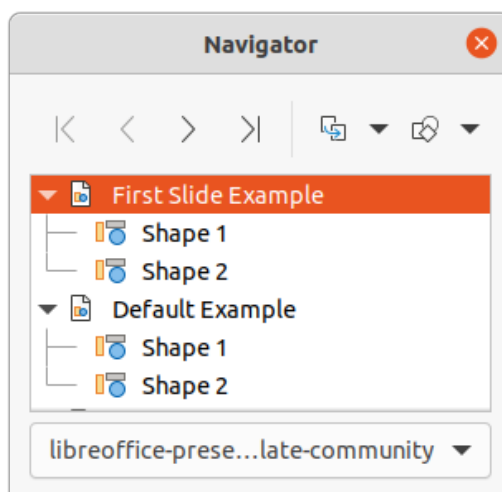 Navigator
First Slide Example
Shape 1
Shape 2
Default Example
Shape 1
Shape 2
libreoffice-prese...late-community